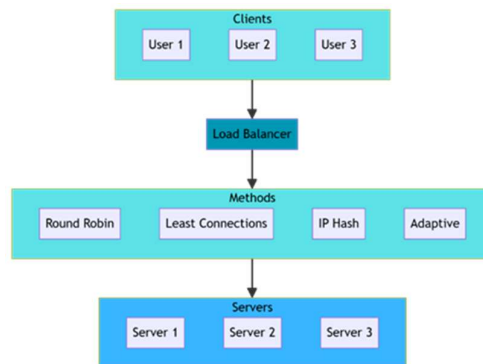 Clients
User 1 User 2 User 3
Load Balancer
Methods
Round Robin Least Connections IP Hash Adaptive
Servers
Server 1 Server 2 Server 3